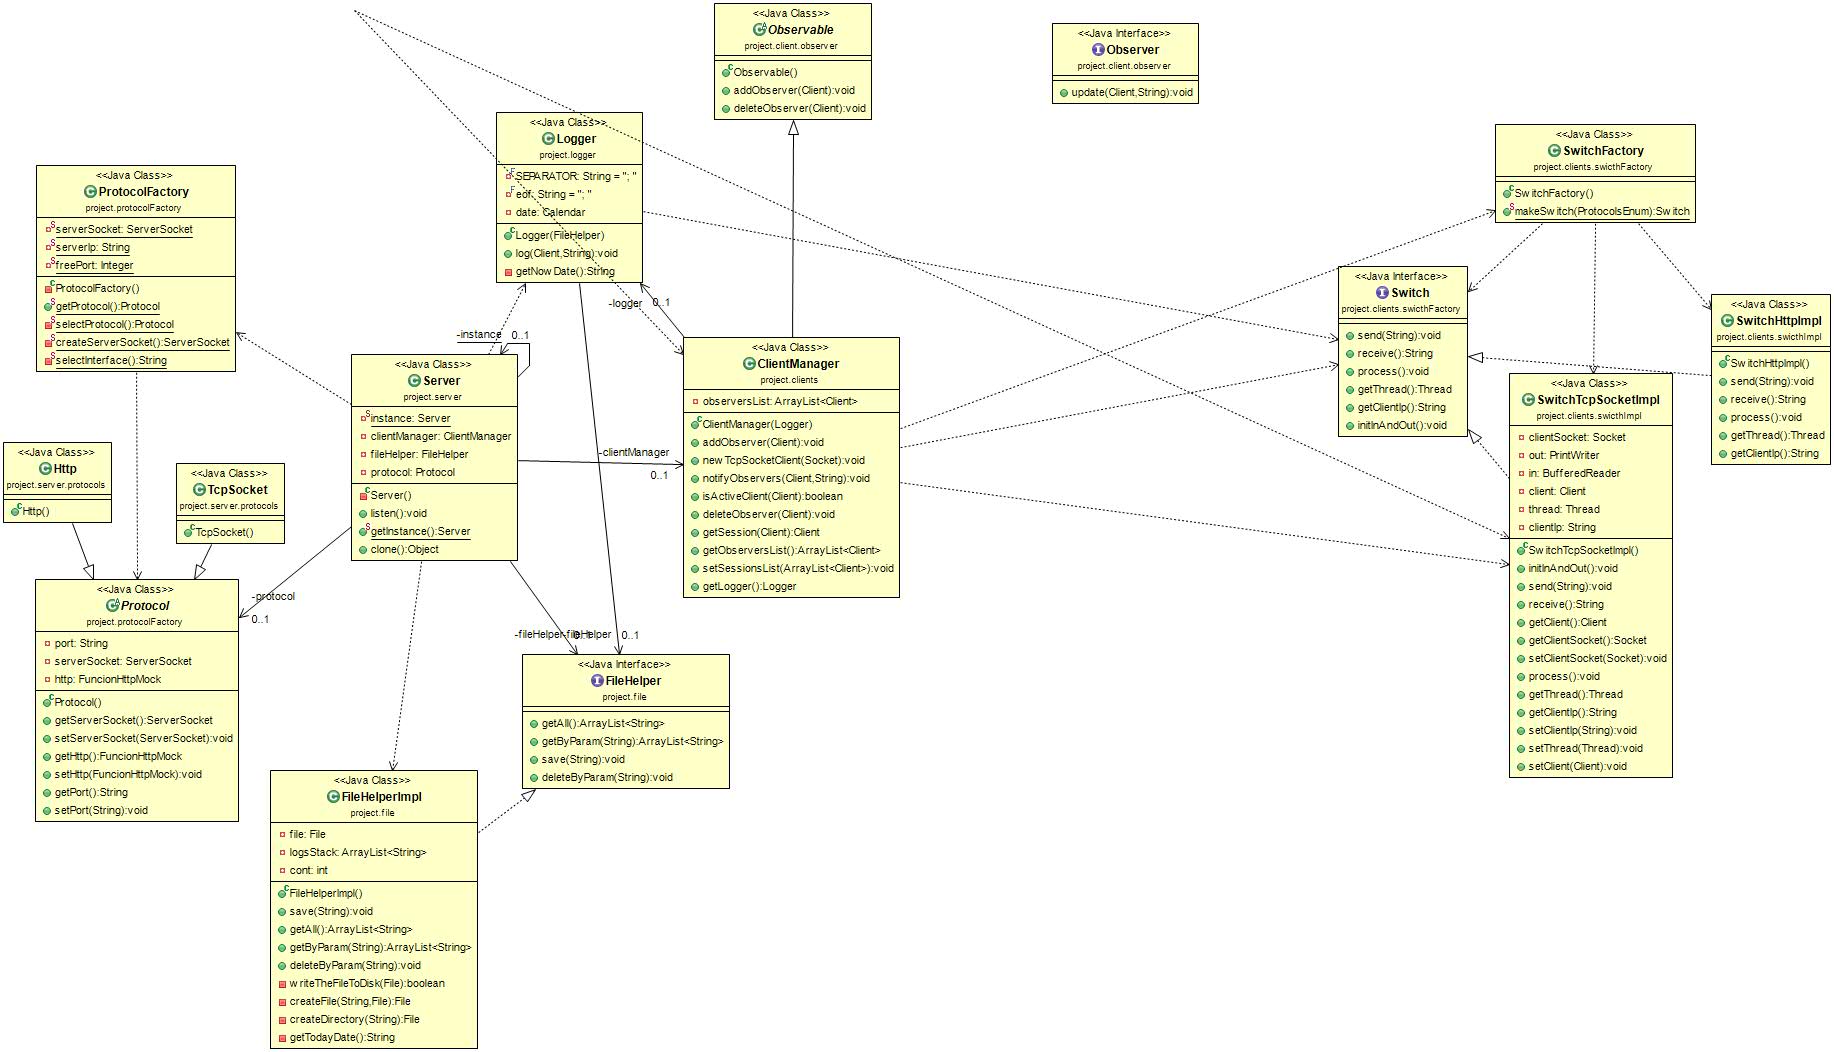 <<Java Class>>
Observable
project.client.observer
Observable()
addObserver(Client):void
deleteObserver(Client):void
<<Java Interface>>
Observer
project.client.observer
update(Client,String):void
<<Java Class>>
Logger
project.logger
SEPARATOR: String = "; "
eof: String = "; "
date: Calendar
Logger(FileHelper)
log(Client,String):void
getNowDate():String
<<Java Class>>
SwitchFactory
project.clients.swicthFactory
SwitchFactory()
makeSwitch(ProtocolsEnum):Switch
<<Java Class>>
ProtocolFactory
project.protocolFactory
serverSocket: ServerSocket
serverIp: String
freePort: Integer
ProtocolFactory()
getProtocol():Protocol
selectProtocol():Protocol
createServerSocket():ServerSocket
selectInterface():String
<<Java Interface>>
Switch
project.clients.swicthFactory
send(String):void
receive():String
process():void
getThread():Thread
getClientIp():String
initInAndOut():void
<<Java Class>>
SwitchHttpImpl
project.clients.swicthImpl
SwitchHttpImpl()
send(String):void
receive():String
process():void
getThread():Thread
getClientIp():String
-logger
0..1
-instance
0..1
<<Java Class>>
Server
project.server
instance: Server
clientManager: ClientManager
fileHelper: FileHelper
protocol: Protocol
Server()
listen():void
getInstance():Server
clone():Object
<<Java Class>>
ClientManager
project.clients
observersList: ArrayList<Client>
ClientManager(Logger)
addObserver(Client):void
newTcpSocketClient(Socket):void
notifyObservers(Client,String):void
isActiveClient(Client):boolean
deleteObserver(Client):void
getSession(Client):Client
getObserversList():ArrayList<Client>
setSessionsList(ArrayList<Client>):void
getLogger():Logger
-clientManager
0..1
<<Java Class>>
SwitchTcpSocketImpl
project.clients.swicthImpl
clientSocket: Socket
out: PrintWriter
in: BufferedReader
client: Client
thread: Thread
clientIp: String
SwitchTcpSocketImpl()
initInAndOut():void
send(String):void
receive():String
getClient():Client
getClientSocket():Socket
setClientSocket(Socket):void
process():void
getThread():Thread
getClientIp():String
setClientIp(String):void
setThread(Thread):void
setClient(Client):void
<<Java Class>>
Http
project.server.protocols
Http()
<<Java Class>>
TcpSocket
project.server.protocols
TcpSocket()
<<Java Class>>
Protocol
project.protocolFactory
port: String
serverSocket: ServerSocket
http: FuncionHttpMock
Protocol()
getServerSocket():ServerSocket
setServerSocket(ServerSocket):void
getHttp():FuncionHttpMock
setHttp(FuncionHttpMock):void
getPort():String
setPort(String):void
-protocol
0..1
-fileHelper
0..1
-fileHelper
0..1
<<Java Interface>>
FileHelper
project.file
getAll():ArrayList<String>
getByParam(String):ArrayList<String>
save(String):void
deleteByParam(String):void
<<Java Class>>
FileHelperImpl
project.file
file: File
logsStack: ArrayList<String>
cont: int
FileHelperImpl()
save(String):void
getAll():ArrayList<String>
getByParam(String):ArrayList<String>
deleteByParam(String):void
writeTheFileToDisk(File):boolean
createFile(String,File):File
createDirectory(String):File
getTodayDate():String